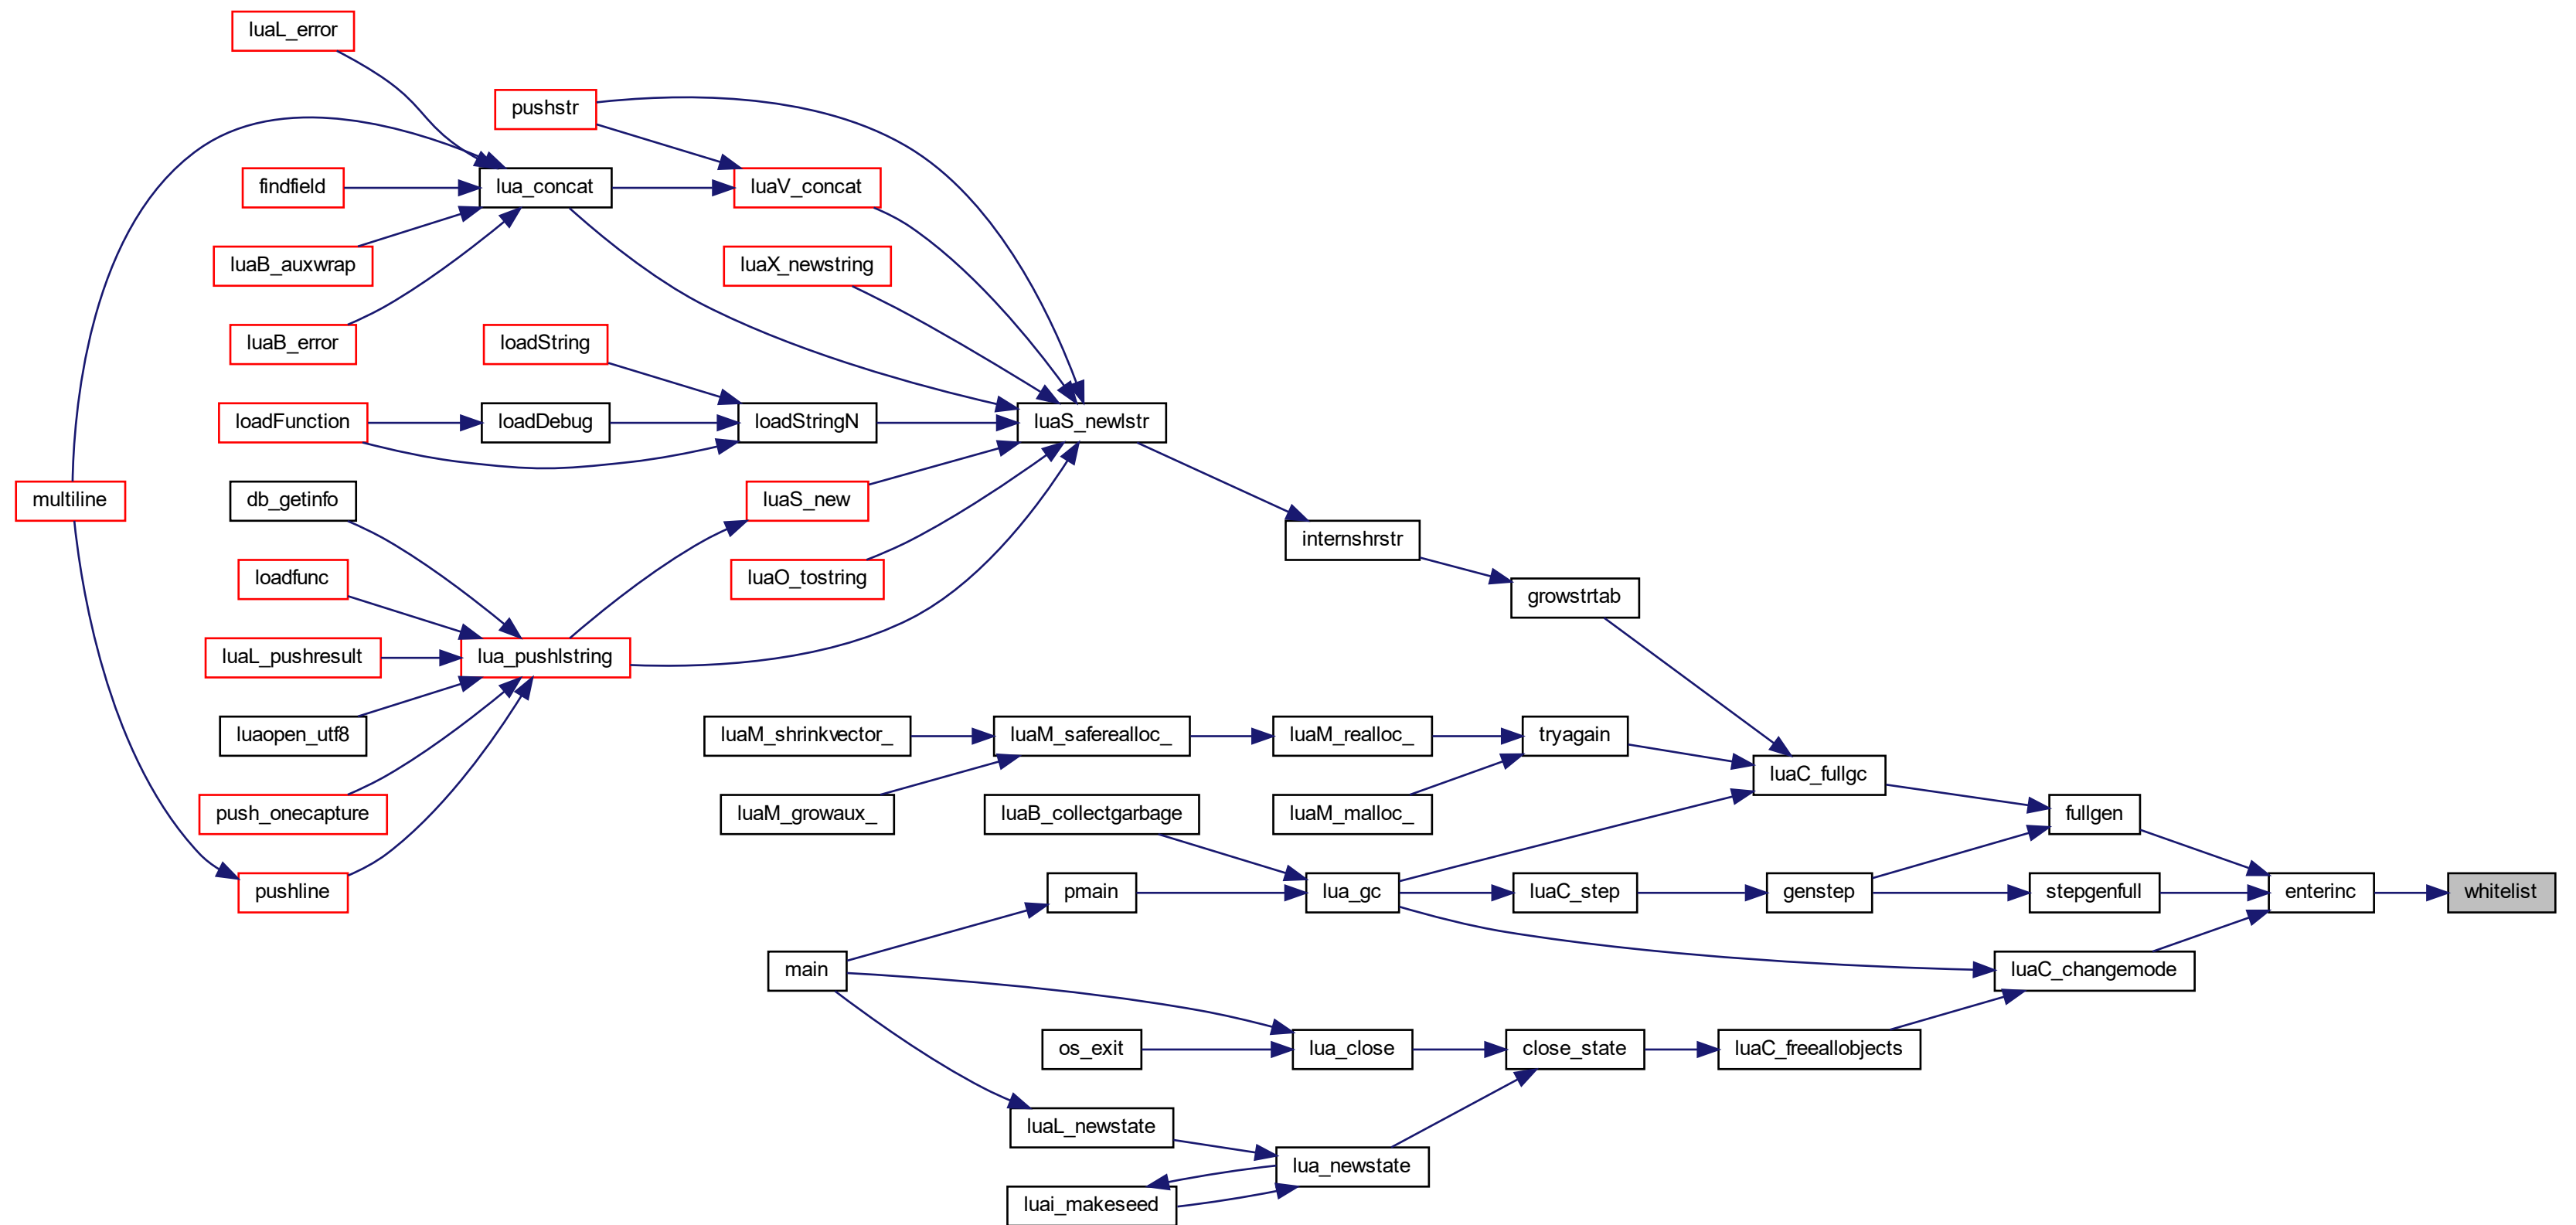 luaL_error
pushstr
findfield
lua_concat
luaV_concat
luaB_auxwrap
luaX_newstring
luaB_error
loadString
loadFunction
loadDebug
loadStringN
luaS_newlstr
multiline
db_getinfo
luaS_new
internshrstr
loadfunc
luaO_tostring
growstrtab
luaL_pushresult
lua_pushlstring
luaopen_utf8
luaM_shrinkvector_
luaM_saferealloc_
luaM_realloc_
tryagain
luaC_fullgc
push_onecapture
luaM_growaux_
luaB_collectgarbage
luaM_malloc_
fullgen
pushline
pmain
lua_gc
luaC_step
genstep
stepgenfull
enterinc
whitelist
main
luaC_changemode
os_exit
lua_close
close_state
luaC_freeallobjects
luaL_newstate
lua_newstate
luai_makeseed